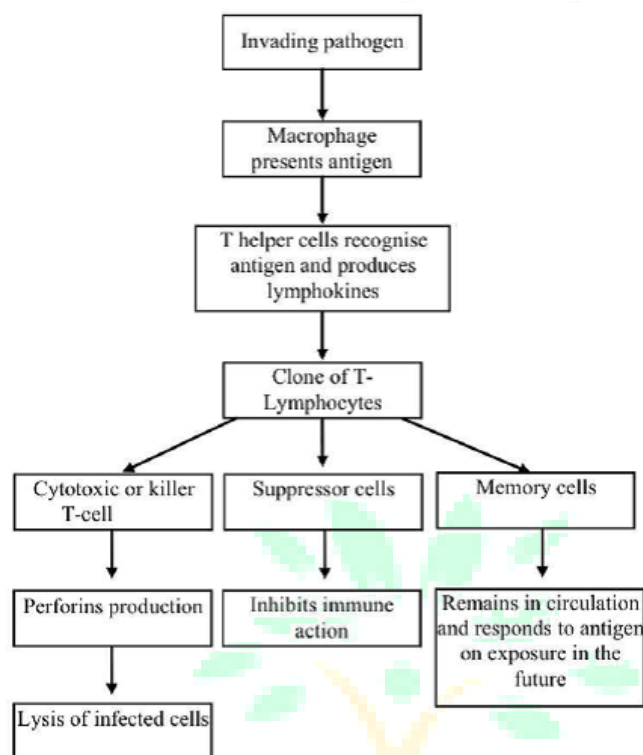 Invading pathogen
Macrophage
presents antigen
T helper cells recognise
antigen and produces
lymphokines
Clone of T-
Lymphocytes
Cytotoxic or killer
T-cell
Suppressor cells
Memory cells
Perforins production
Inhibits immune
action
Remains in circulation
and responds to antigen
on exposure in the
future
Lysis of infected cells